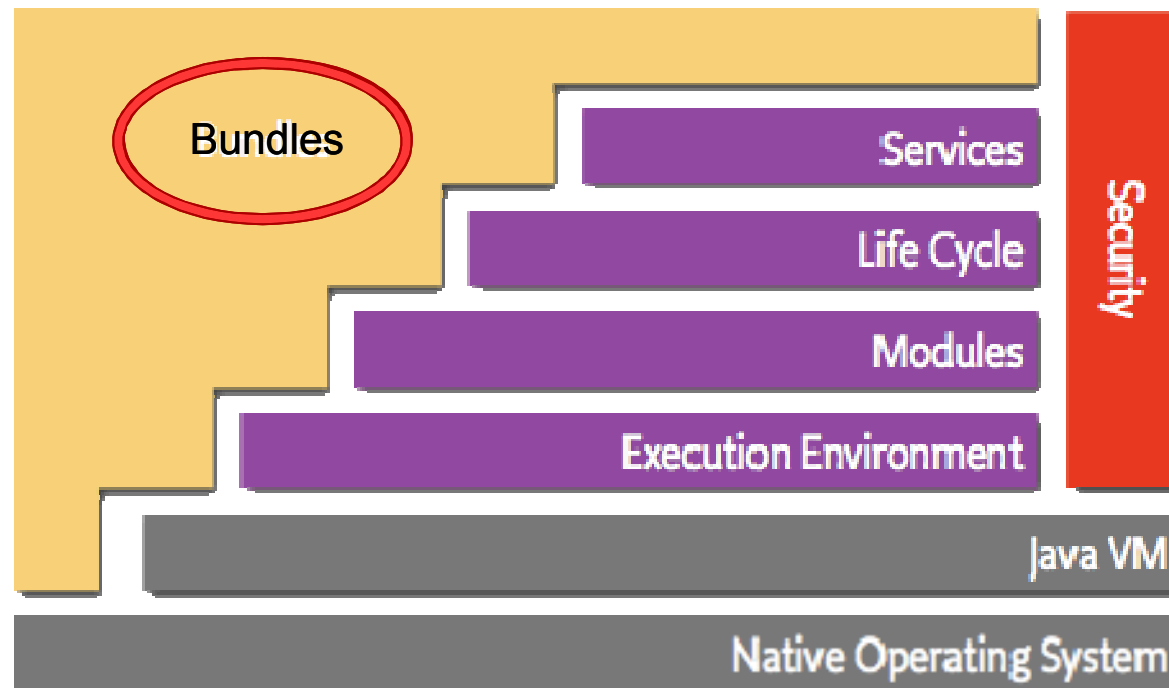 Bundles
Services
Life Cycle
Modules
Execution Environment
Security
Java VM
Native Operating System